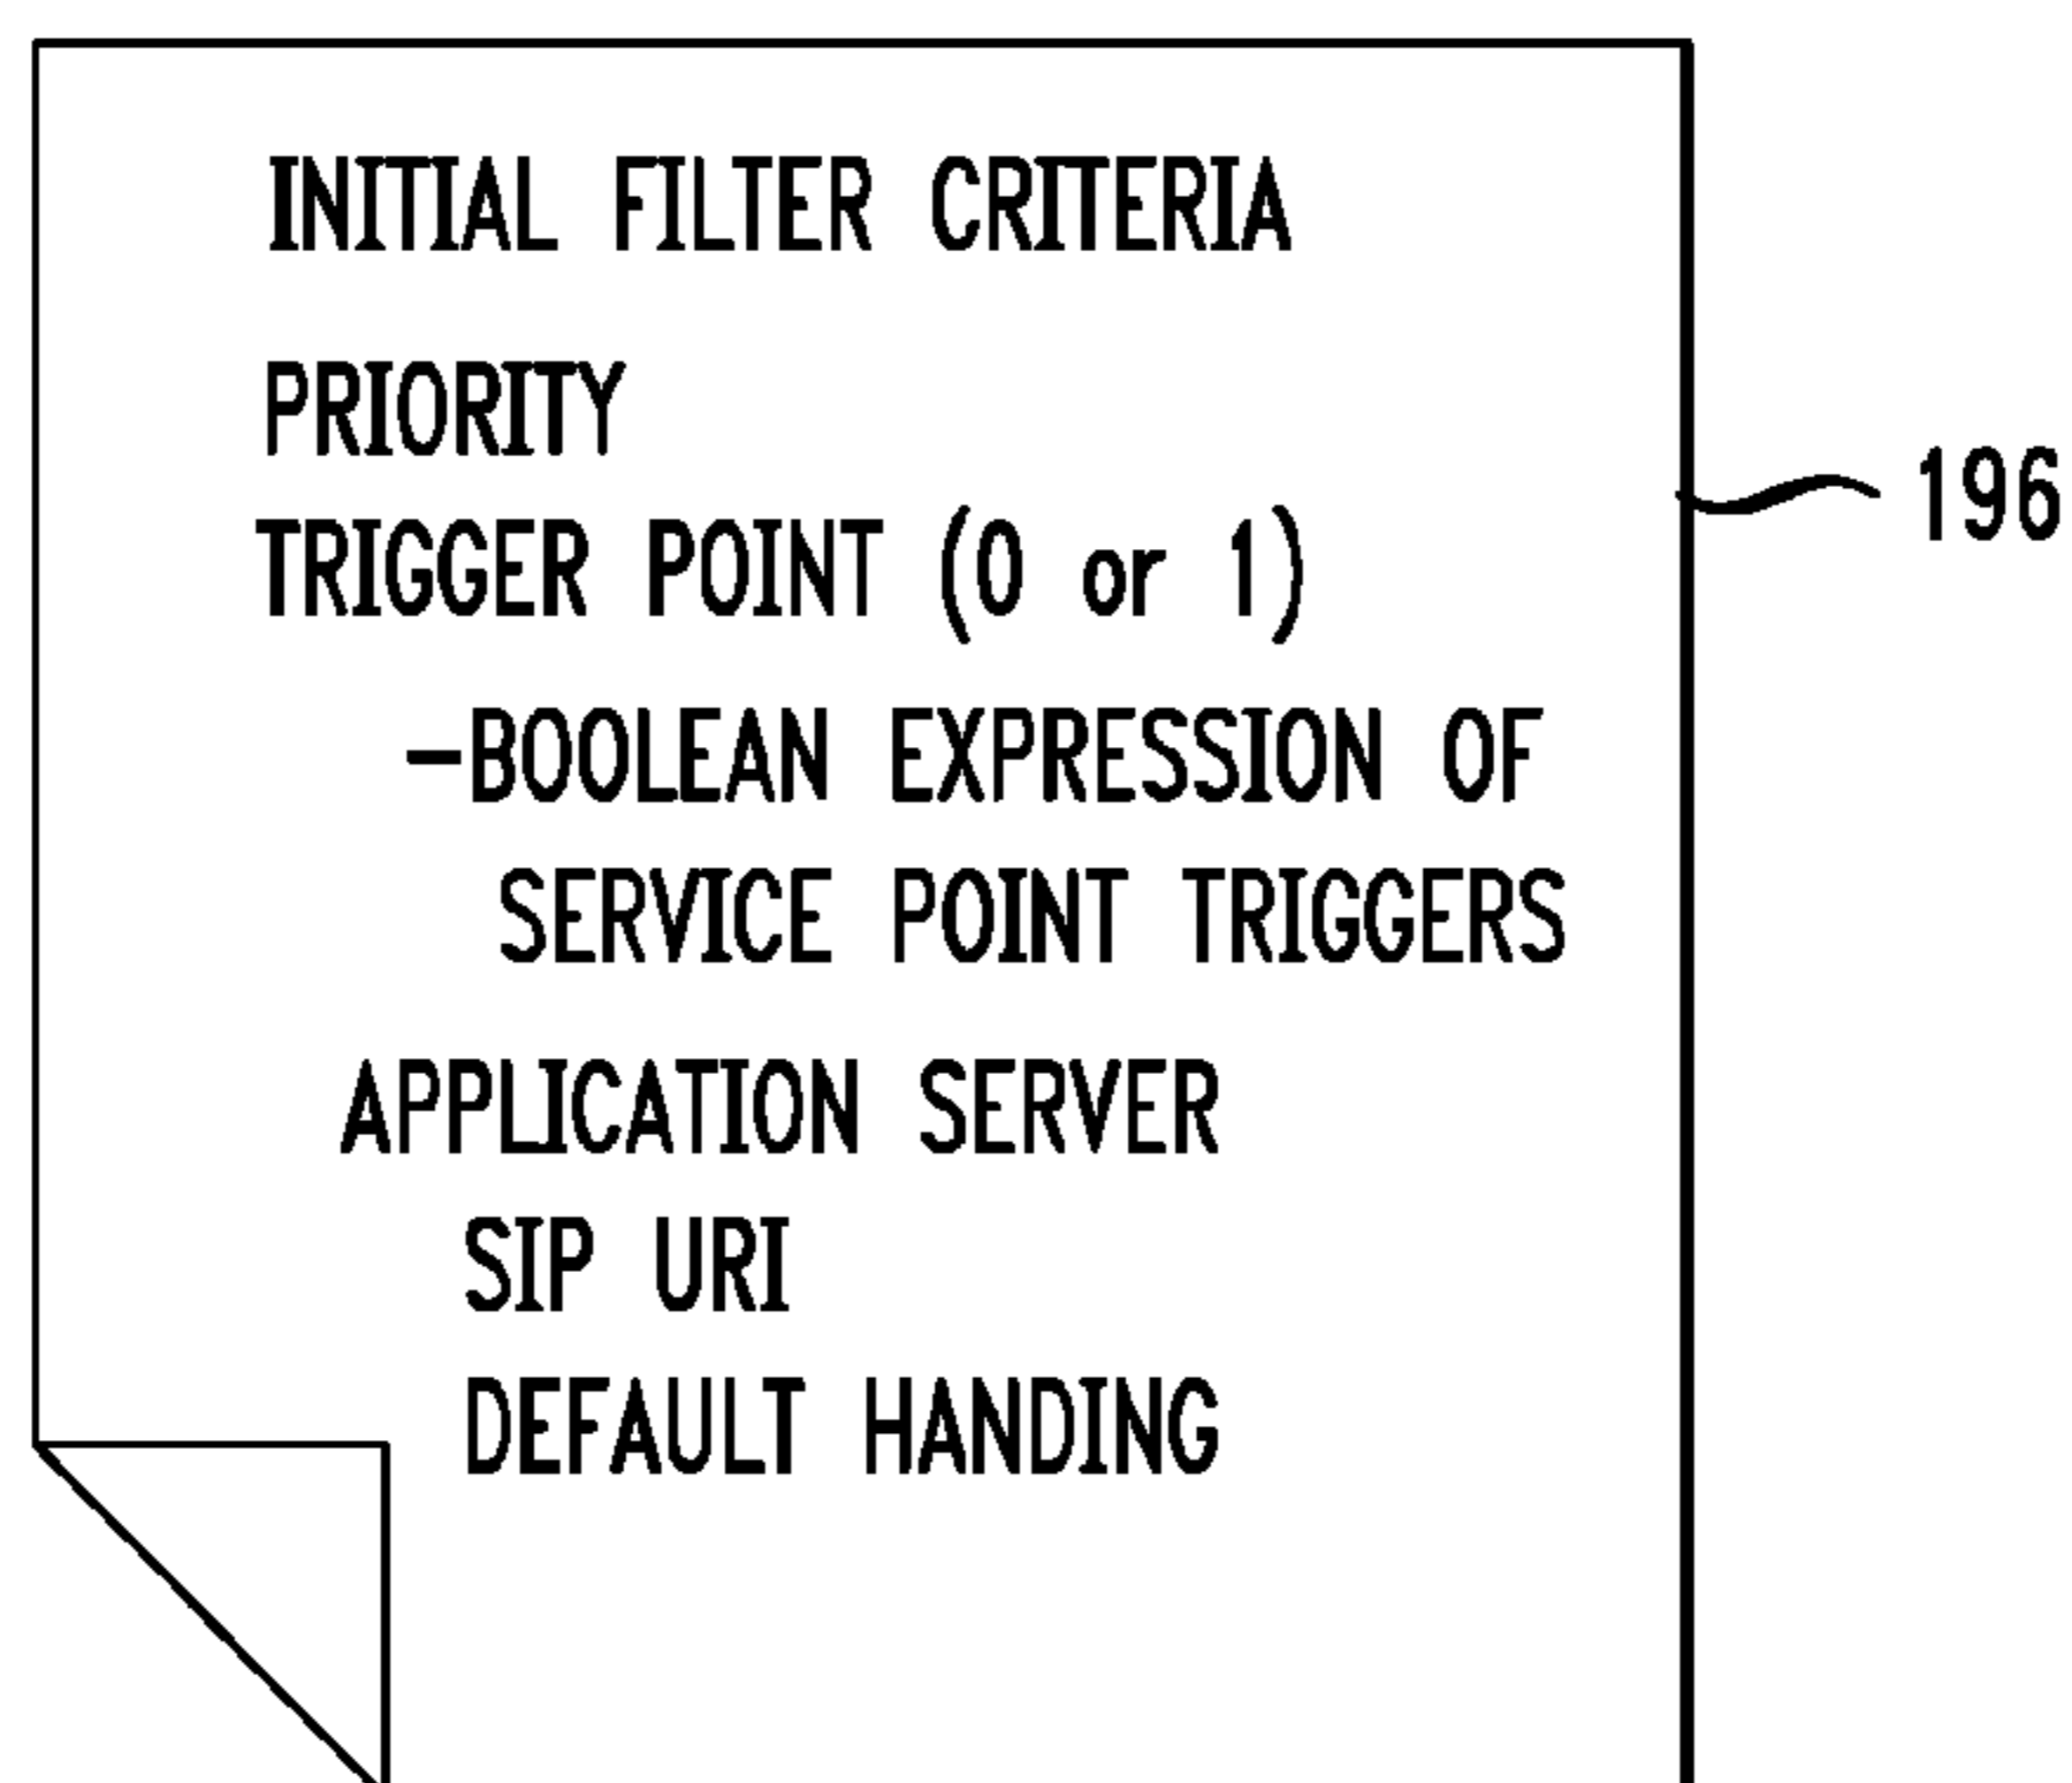 INITIAL FILTER CRITERIA
PRIORITY
196
TRIGGER POINT (0 or 1)
-BOOLEAN EXPRESSION OF
SERVICE POINT TRIGGERS
APPLICATION SERVER
SIP URI
DEFAULT HANDING